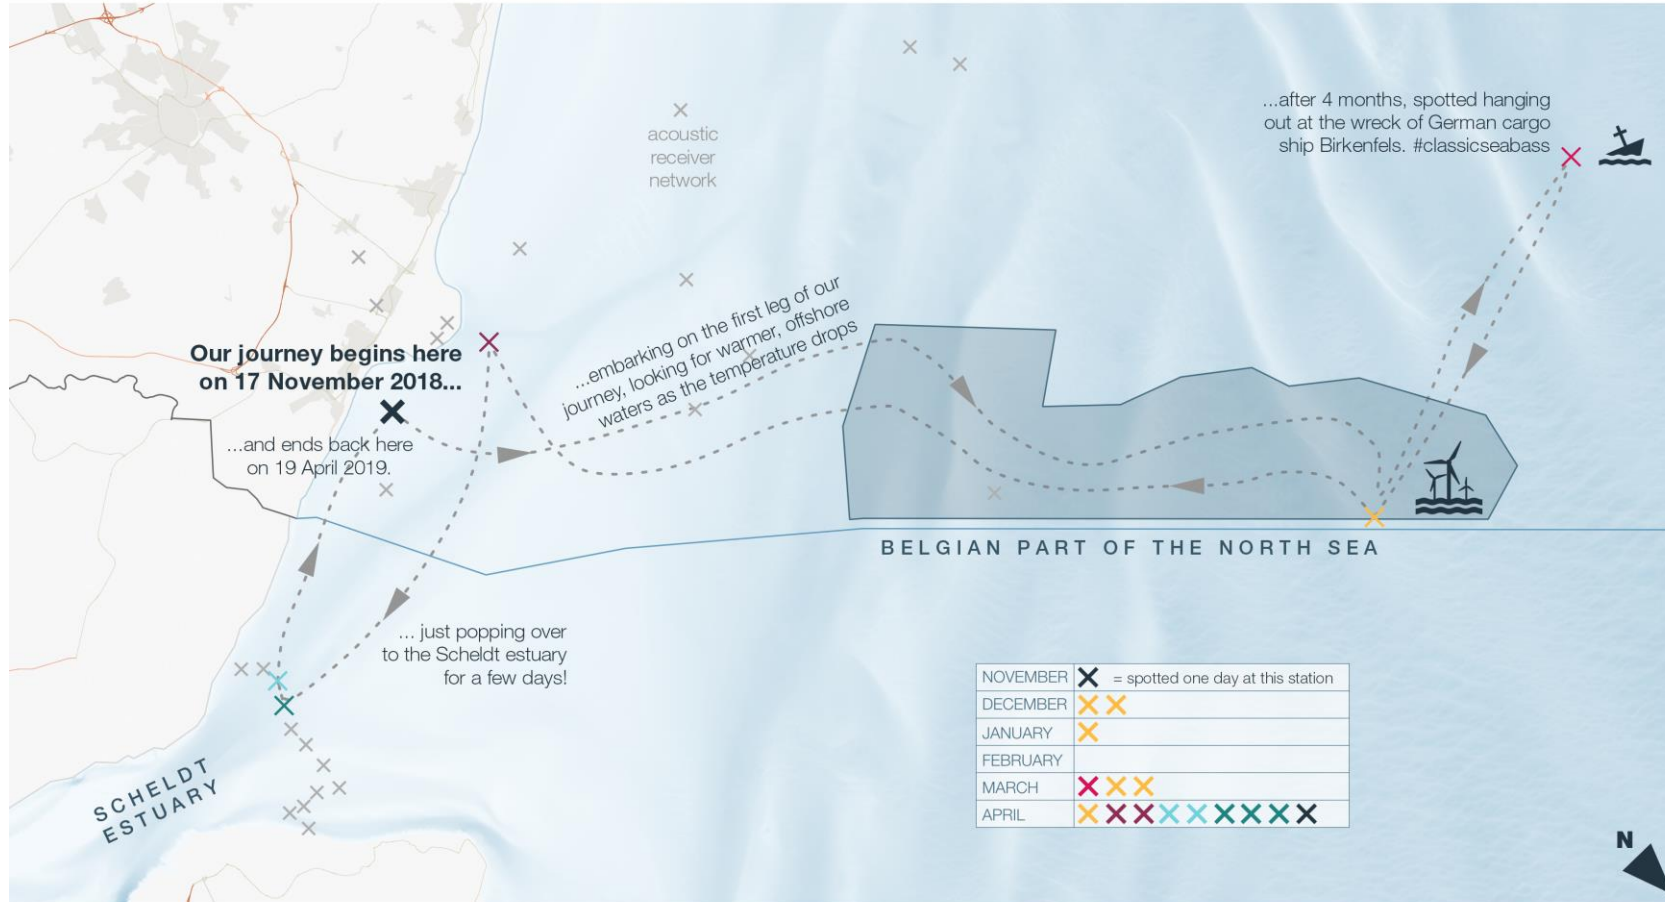 ...after 4 months, spotted hanging
out at the wreck of German cargo
ship Birkenfels. #classicseabass
acoustic
receiver
network
...embarking on the first leg of our
journey, looking for warmer, offshore
waters as the temperature drops
Our journey begins here
on 17 November 2018...
...and ends back here
on 19 April 2019.
BELGIAN PART OF THE NORTH SEA
... just popping over
to the Scheldt estuary
for a few days!
SCHELDT
ESTUARY
NOVEMBER = spotted one day at this station
DECEMBER
JANUARY
FEBRUARY
MARCH
APRIL
N